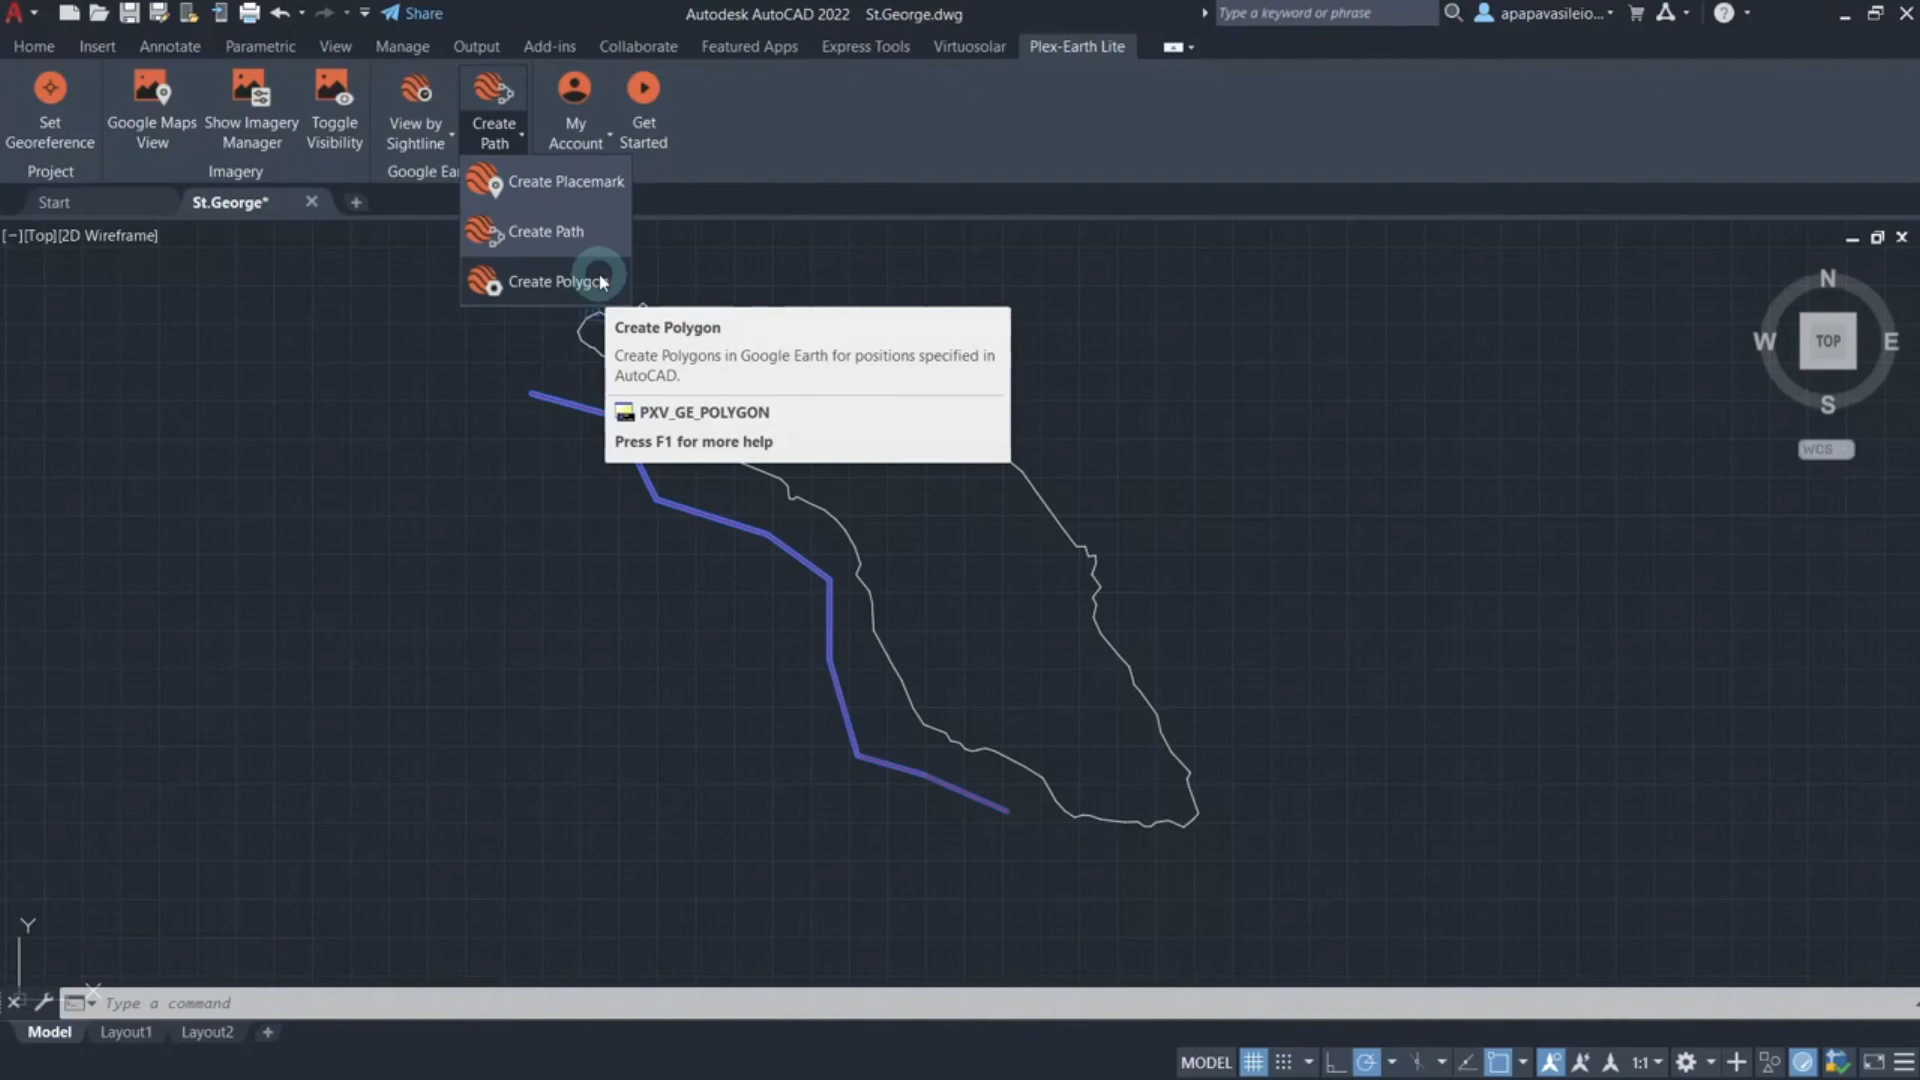 Share
Autodesk AutoCAD 2022 St.George.dwg
Type a keyword or phrase
apapavasileio...
Home Insert Annotate Parametric View Manage Output Add-ins Collaborate Featured Apps Express Tools Virtuosolar Plex-Earth Lite
Set Georeference
Google Maps View
Show Imagery Manager
Toggle Visibility
View by Sightline
Create Path
My Account
Get Started
Project
Imagery
Google Ea
Create Placemark
Create Path
Create Polygon
Start
St.George*
[−][Top][2D Wireframe]
Create Polygon
Create Polygons in Google Earth for positions specified in
AutoCAD.
PXV_GE_POLYGON
Press F1 for more help
N
W
TOP
E
S
WCS
Y
X
Type a command
Model Layout1 Layout2
MODEL
1:1